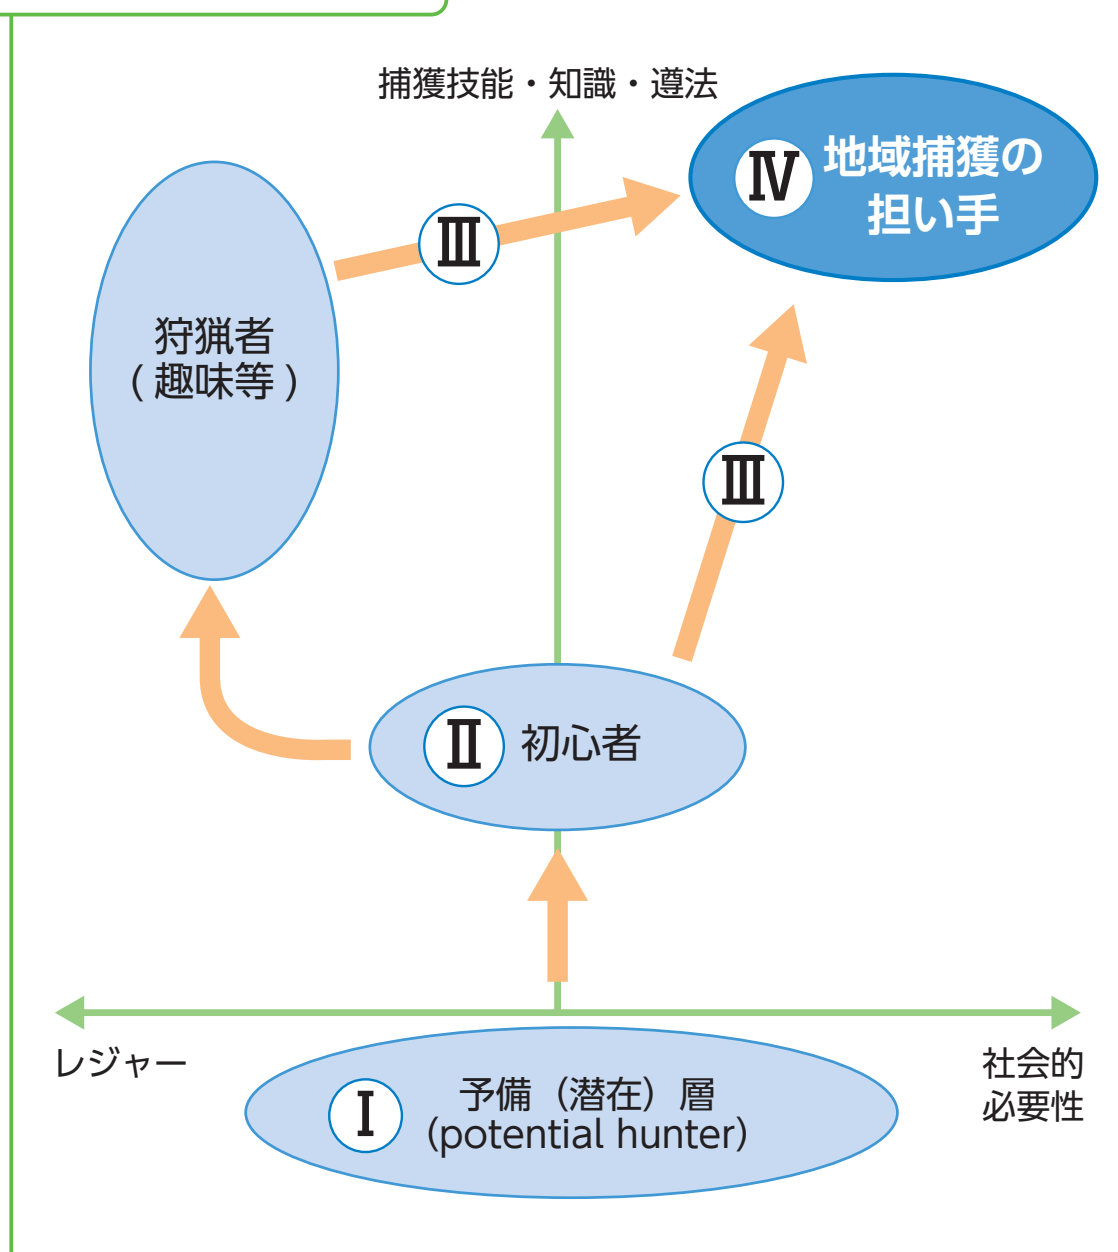 捕獲技能・知識・遵法
Ⅳ 地域捕獲の
担い手
Ⅲ
狩猟者
(趣味等)
Ⅲ
Ⅱ 初心者
レジャー
社会的
必要性
Ⅰ 予備（潜在）層
(potential hunter)